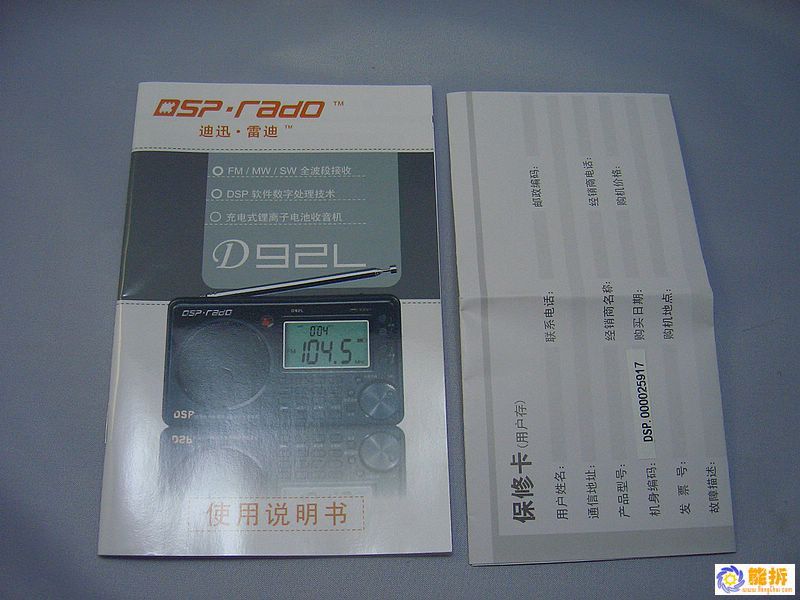 DSP·rado™
迪迅·雷迪™
FM / MW / SW 全波段接收
DSP 软件数字处理技术
充电式锂离子电池收音机
D92L
DSP·rado
D92L
004
FM 104.5 MHz
DSP
使用说明书
保修卡(用户存)
用户姓名: 联系电话: 邮政编码:
通信地址:
产品型号: 经销商名称: 经销商电话:
机身编码: DSP.000025917 购买日期: 购机价格:
发 票 号: 购机地点:
故障描述:
能拆